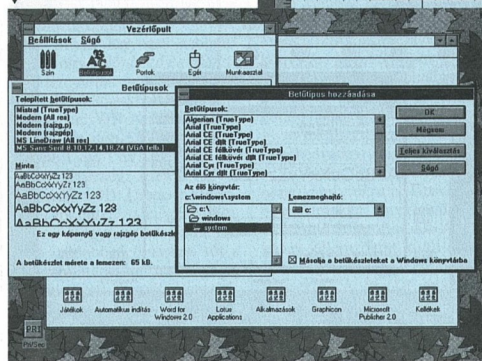 Vezérlőpult
Beállítások Súgó
Szín
Betűtípusok
Portok
Egér
Munkaasztal
Betűtípusok
Telepített betűtípusok:
Mistral (TrueType)
Modern (All res)
Modern (rajzg,p)
Modern (rajzgép)
MS LineDraw (All res)
MS Sans Serif 8,10,12,14,18,24 (VGA felb.)
Minta
AaBbCcXxYyZz 123
AaBbCcXxYyZz 123
AaBbCcXxYyZz 123
AaBbCcXxYyZz 123
AaBbCcXxYyZz 123
Ez egy képernyő vagy rajzgép betűkészle
A betűkészlet mérete a lemezen: 65 kB.
Betűtípus hozzáadása
Betűtípusok:
Algerian (TrueType)
Arial (TrueType)
Arial CE (TrueType)
Arial CE dőlt (TrueType)
Arial CE félkövér (TrueType)
Arial CE félkövér dőlt (TrueType)
Arial Cyr (TrueType)
Arial Cyr dőlt (TrueType)
OK
Mégsem
Teljes kiválasztás
Súgó
Az élő könyvtár:
c:\windows\system
c:\
windows
system
Lemezmeghajtó:
c:
Másolja a betűkészleteket a Windows könyvtárba
Játékok
Automatikus indítás
Word for Windows 2.0
Lotus Applications
Alkalmazások
Graphicon
Microsoft Publisher 2.0
Kellékek
PRI